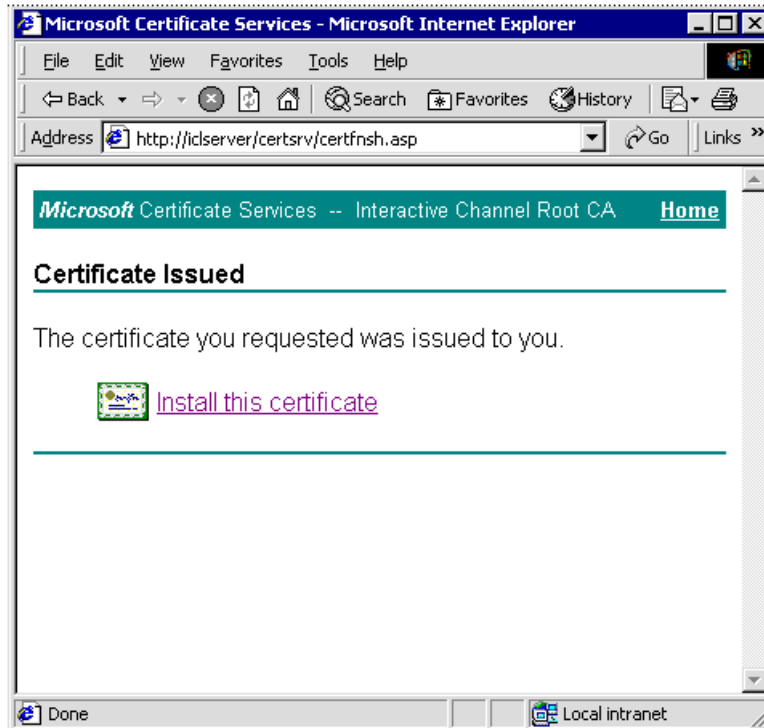 Microsoft Certificate Services - Microsoft Internet Explorer
File Edit View Favorites Tools Help
Back Search Favorites History
Address http://iclserver/certsrv/certfnsh.asp Go Links »
Microsoft Certificate Services -- Interactive Channel Root CA Home
Certificate Issued
The certificate you requested was issued to you.
Install this certificate
Done Local intranet